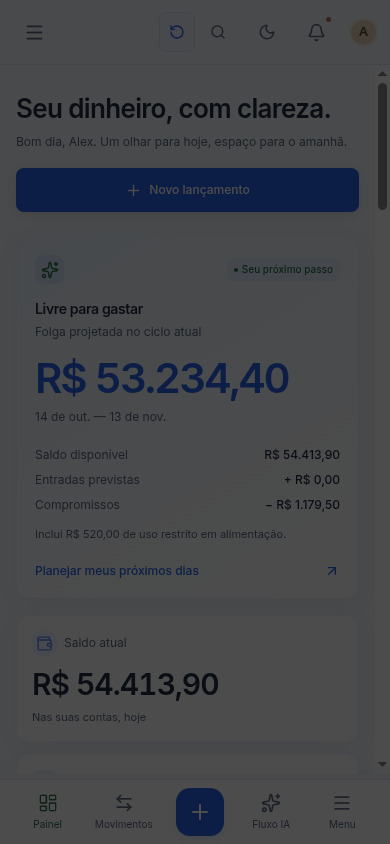 A
Seu dinheiro, com clareza.
Bom dia, Alex. Um olhar para hoje, espaço para o amanhã.
Novo lançamento
Seu próximo passo
Livre para gastar
Folga projetada no ciclo atual
R$ 53.234,40
14 de out. — 13 de nov.
Saldo disponível R$ 54.413,90
Entradas previstas + R$ 0,00
Compromissos − R$ 1.179,50
Inclui R$ 520,00 de uso restrito em alimentação.
Planejar meus próximos dias
Saldo atual
R$ 54.413,90
Nas suas contas, hoje
Painel Movimentos Fluxo IA Menu